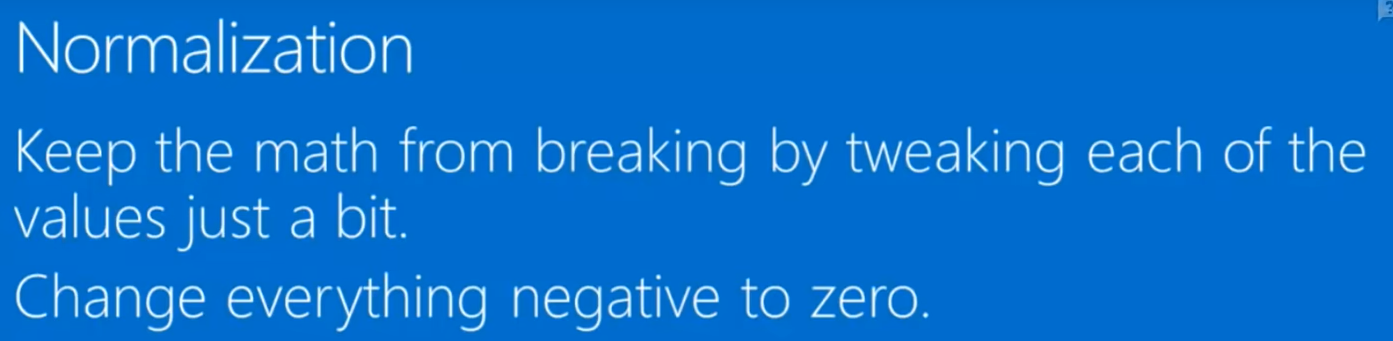 Normalization
Keep the math from breaking by tweaking each of the
values just a bit.
Change everything negative to zero.